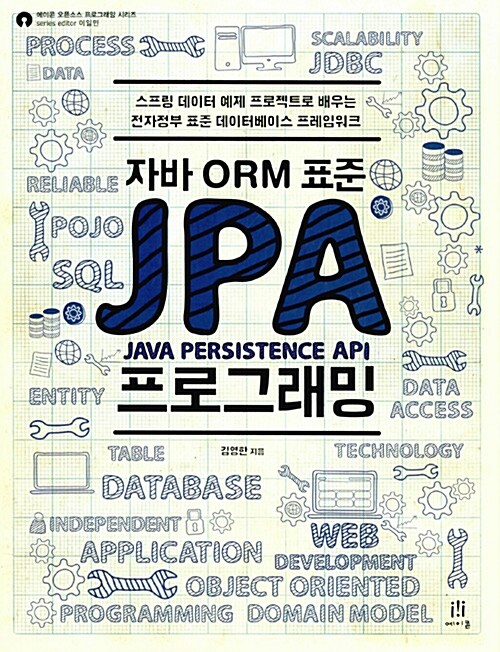 에이콘 오픈소스 프로그래밍 시리즈
series editor 이일민
PROCESS
SCALABILITY
JDBC
DATA
스프링 데이터 예제 프로젝트로 배우는
전자정부 표준 데이터베이스 프레임워크
자바 ORM 표준
RELIABLE
POJO
SQL
JPA
JAVA PERSISTENCE API
프로그래밍
ENTITY
DATA
ACCESS
김영한 지음
TABLE
TECHNOLOGY
DATABASE
INDEPENDENT
WEB
APPLICATION
DEVELOPMENT
OBJECT ORIENTED
PROGRAMMING DOMAIN MODEL
에이콘